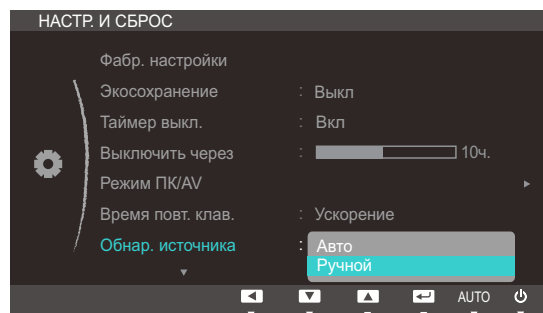 НАСТР. И СБРОС
Фабр. настройки
Экосохранение : Выкл
Таймер выкл. : Вкл
Выключить через : 10ч.
Режим ПК/AV
Время повт. клав. : Ускорение
Обнар. источника : Авто
Ручной
AUTO